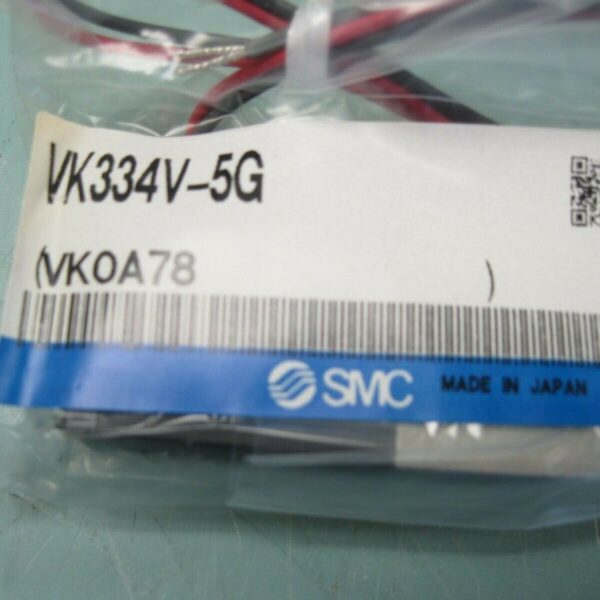 VK334V-5G
(VK0A78 )
SMC MADE IN JAPAN